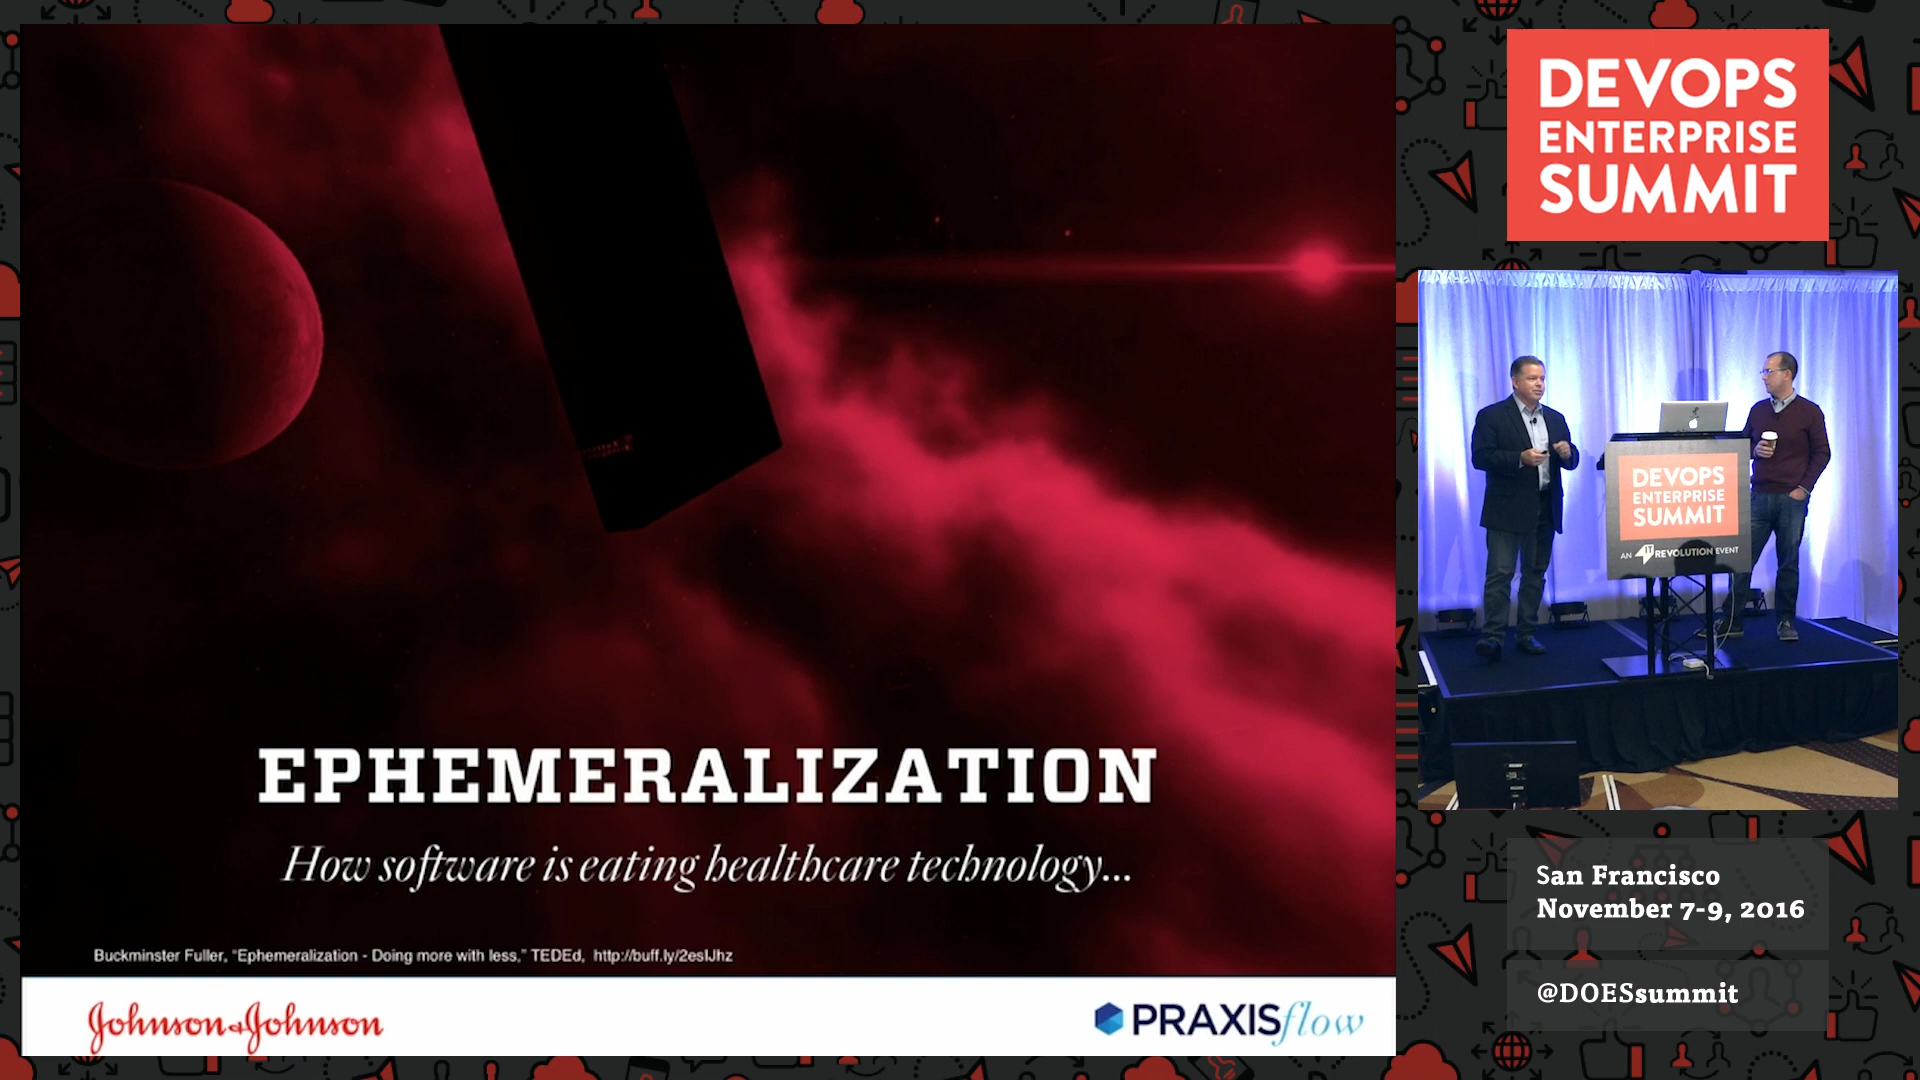 EPHEMERALIZATION
How software is eating healthcare technology...
Buckminster Fuller, "Ephemeralization - Doing more with less," TEDEd, http://buff.ly/2eslJhz
Johnson & Johnson
PRAXISflow
DEVOPS
ENTERPRISE
SUMMIT
DEVOPS
ENTERPRISE
SUMMIT
AN IT REVOLUTION EVENT
San Francisco
November 7-9, 2016
@DOESsummit